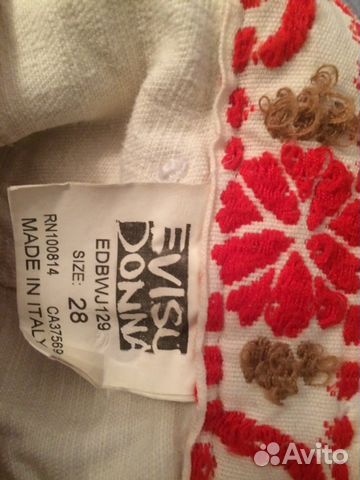 EVISU
DONNA
EDBWJ129
SIZE: 28
RN100814 CA37569
MADE IN ITALY
Avito